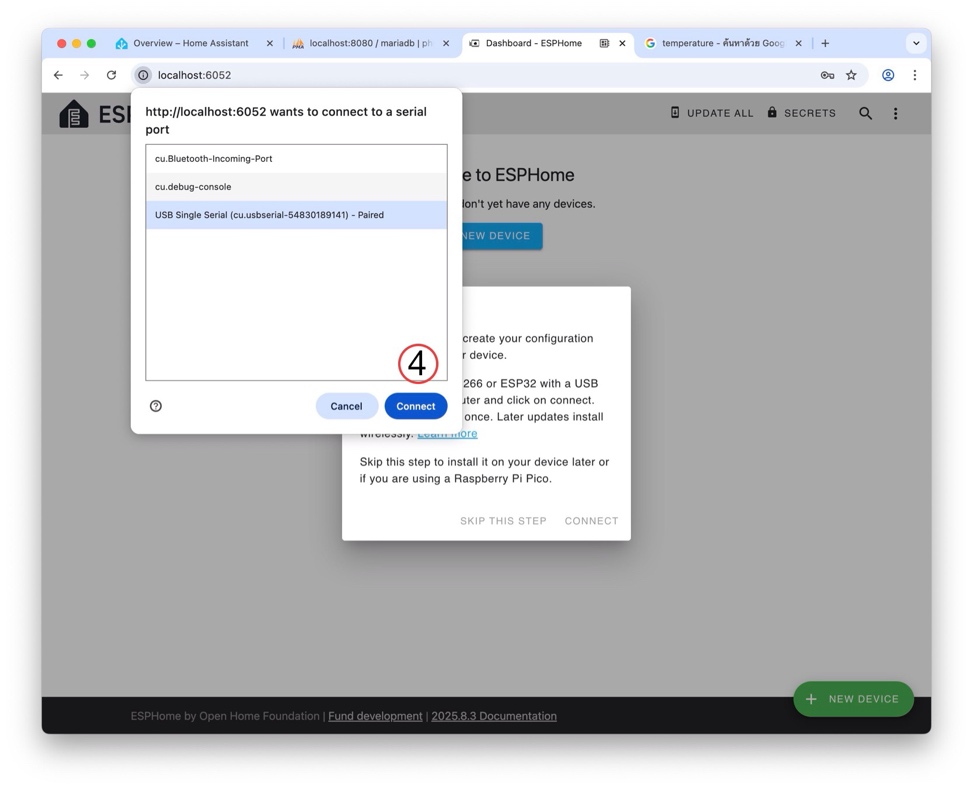 Overview – Home Assistant
localhost:8080 / mariadb | ph
Dashboard - ESPHome
temperature - ค้นหาด้วย Goog
localhost:6052
http://localhost:6052 wants to connect to a serial
port
cu.Bluetooth-Incoming-Port
cu.debug-console
USB Single Serial (cu.usbserial-54830189141) - Paired
4
Cancel
Connect
ESP
UPDATE ALL
SECRETS
e to ESPHome
don't yet have any devices.
NEW DEVICE
create your configuration
r device.
266 or ESP32 with a USB
uter and click on connect.
once. Later updates install
wirelessly. Learn more
Skip this step to install it on your device later or
if you are using a Raspberry Pi Pico.
SKIP THIS STEP
CONNECT
+ NEW DEVICE
ESPHome by Open Home Foundation | Fund development | 2025.8.3 Documentation